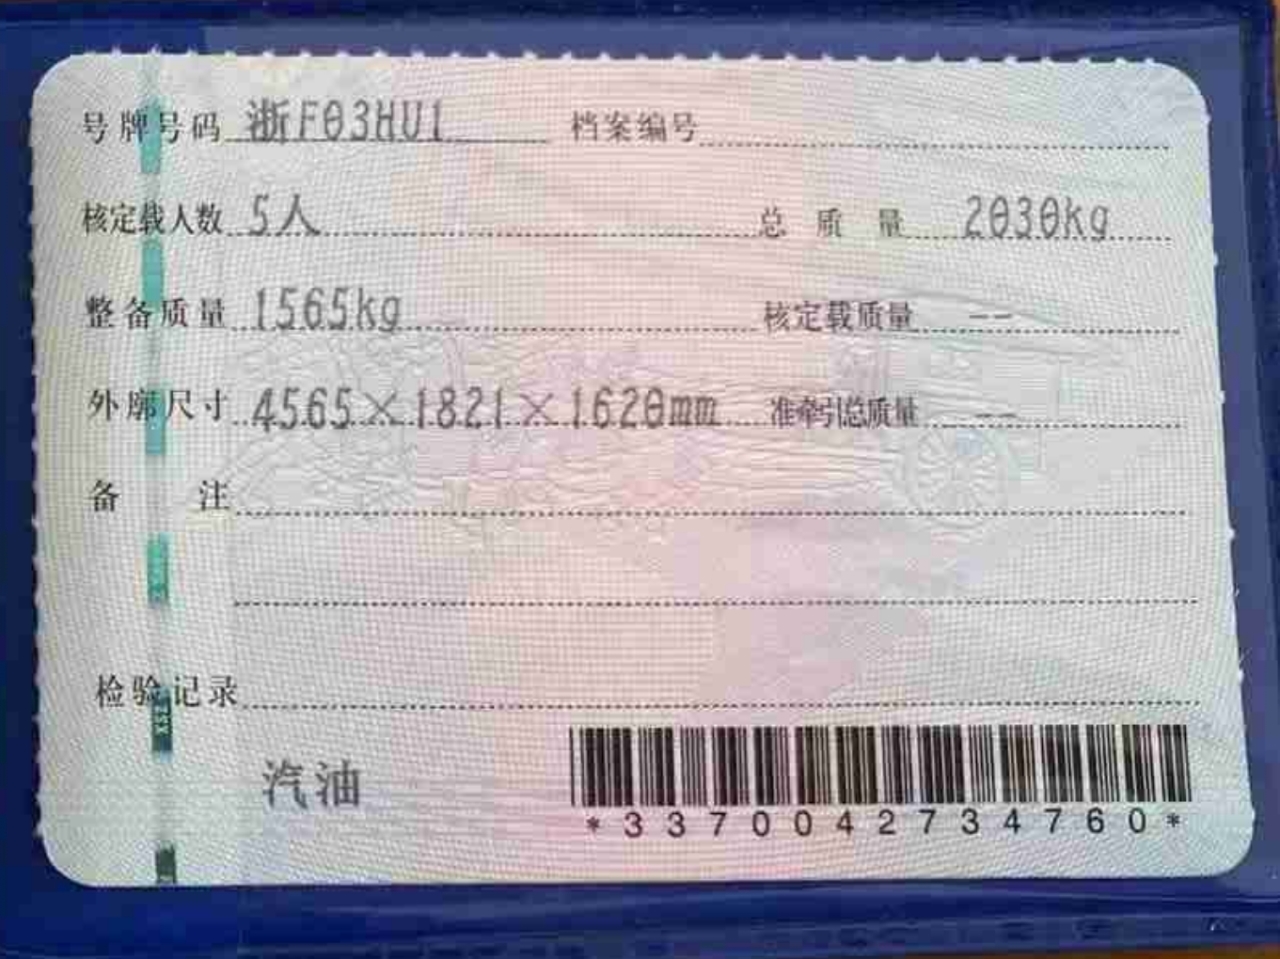 号牌号码 浙F03HU1 档案编号
核定载人数 5人 总质量 2030kg
整备质量 1565kg 核定载质量 --
外廓尺寸 4565×1821×1620mm 准牵引总质量 --
备注
检验记录
汽油
*3370042734760*